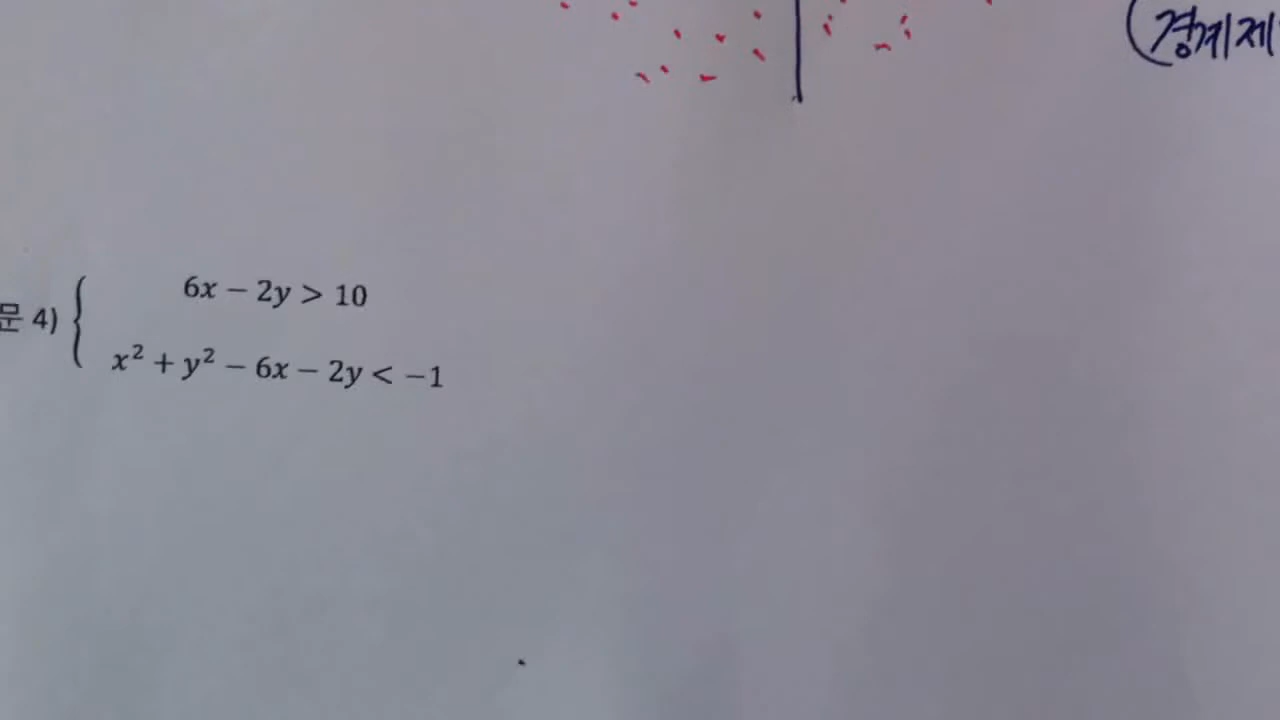 (경계제
6x − 2y > 10
문 4)
x² + y² − 6x − 2y < −1